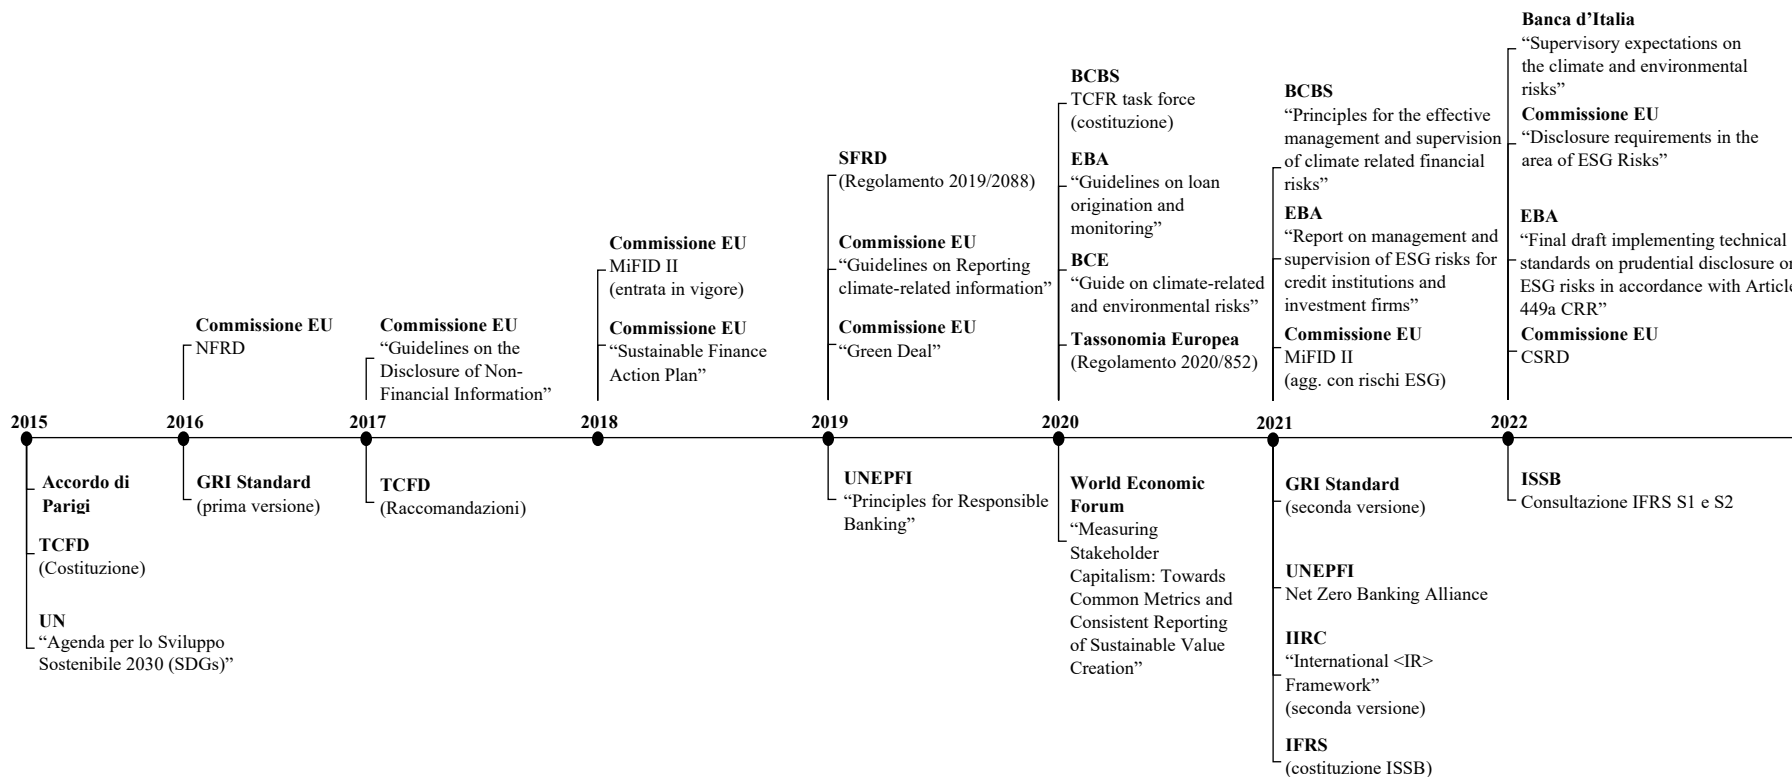 Banca d’Italia
“Supervisory expectations on
the climate and environmental
risks”
Commissione EU
“Disclosure requirements in the
area of ESG Risks”
EBA
“Final draft implementing technical
standards on prudential disclosure
ESG risks in accordance with
449a CRR”
Commissione EU
CSRD
BCBS
“Principles for the effective
management and supervision
of climate related financial
risks”
EBA
“Report on management and
supervision of ESG risks for
credit institutions and
investment firms”
Commissione EU
MiFID II
(agg. con rischi ESG)
BCBS
TCFR task force
(costituzione)
EBA
“Guidelines on loan
origination and
monitoring”
BCE
“Guide on climate-related
and environmental risks”
Tassonomia Europea
(Regolamento 2020/852)
SFRD
(Regolamento 2019/2088)
Commissione EU
“Guidelines on Reporting
climate-related information”
Commissione EU
“Green Deal”
Commissione EU
MiFID II
(entrata in vigore)
Commissione EU
“Sustainable Finance
Action Plan”
Commissione EU
“Guidelines on the
Disclosure of Non-
Financial Information”
Commissione EU
NFRD
2015
2016
2017
2018
2019
2020
2021
2022
Accordo di
Parigi
TCFD
(Costituzione)
UN
“Agenda per lo Sviluppo
Sostenibile 2030 (SDGs)”
GRI Standard
(prima versione)
TCFD
(Raccomandazioni)
UNEPFI
“Principles for Responsible
Banking”
World Economic
Forum
“Measuring
Stakeholder
Capitalism: Towards
Common Metrics and
Consistent Reporting
of Sustainable Value
Creation”
GRI Standard
(seconda versione)
UNEPFI
Net Zero Banking Alliance
IIRC
“International <IR>
Framework”
(seconda versione)
IFRS
(costituzione ISSB)
ISSB
Consultazione IFRS S1 e S2